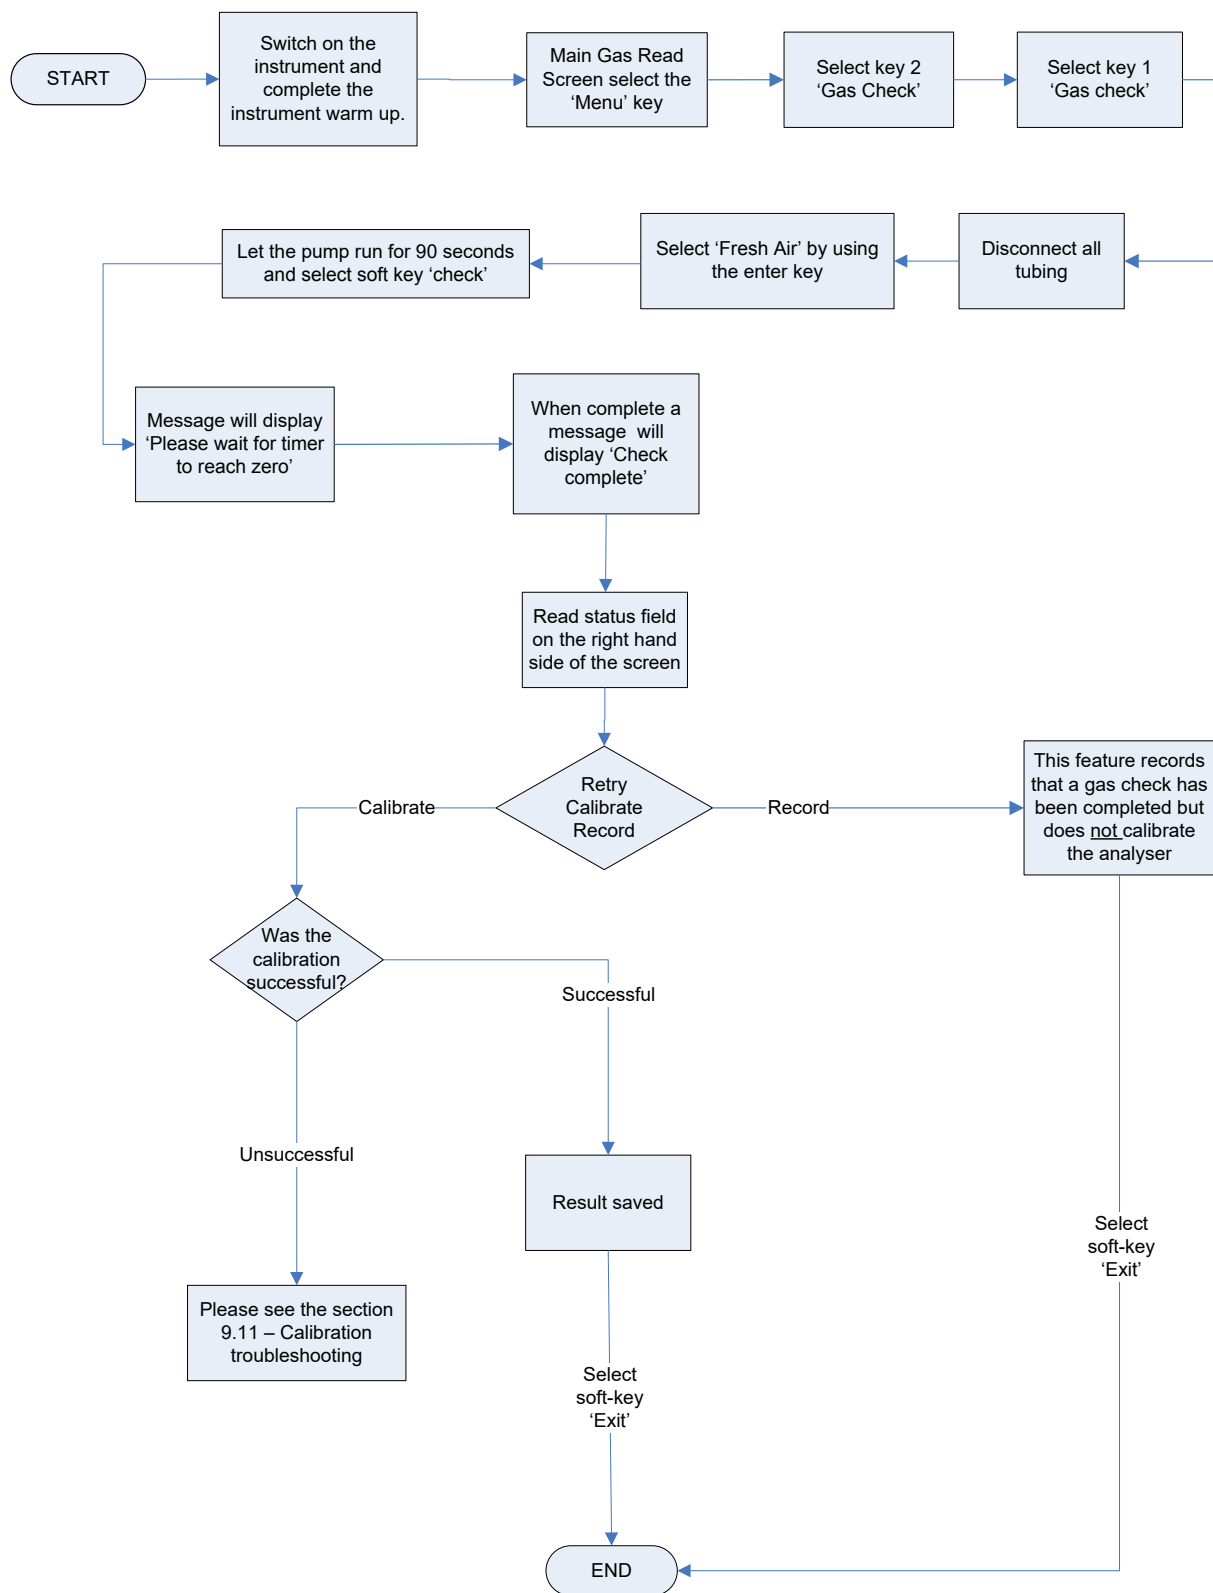 START
Switch on the
instrument and
complete the
instrument warm up.
Main Gas Read
Screen select the
‘Menu’ key
Select key 2
‘Gas Check’
Select key 1
‘Gas check’
Disconnect all
tubing
Select ‘Fresh Air’ by using
the enter key
Let the pump run for 90 seconds
and select soft key ‘check’
Message will display
‘Please wait for timer
to reach zero’
When complete a
message will
display ‘Check
complete’
Read status field
on the right hand
side of the screen
Retry
Calibrate
Record
Calibrate
Record
This feature records
that a gas check has
been completed but
does not calibrate
the analyser
Was the
calibration
successful?
Successful
Unsuccessful
Result saved
Please see the section
9.11 – Calibration
troubleshooting
Select
soft-key
‘Exit’
Select
soft-key
‘Exit’
END